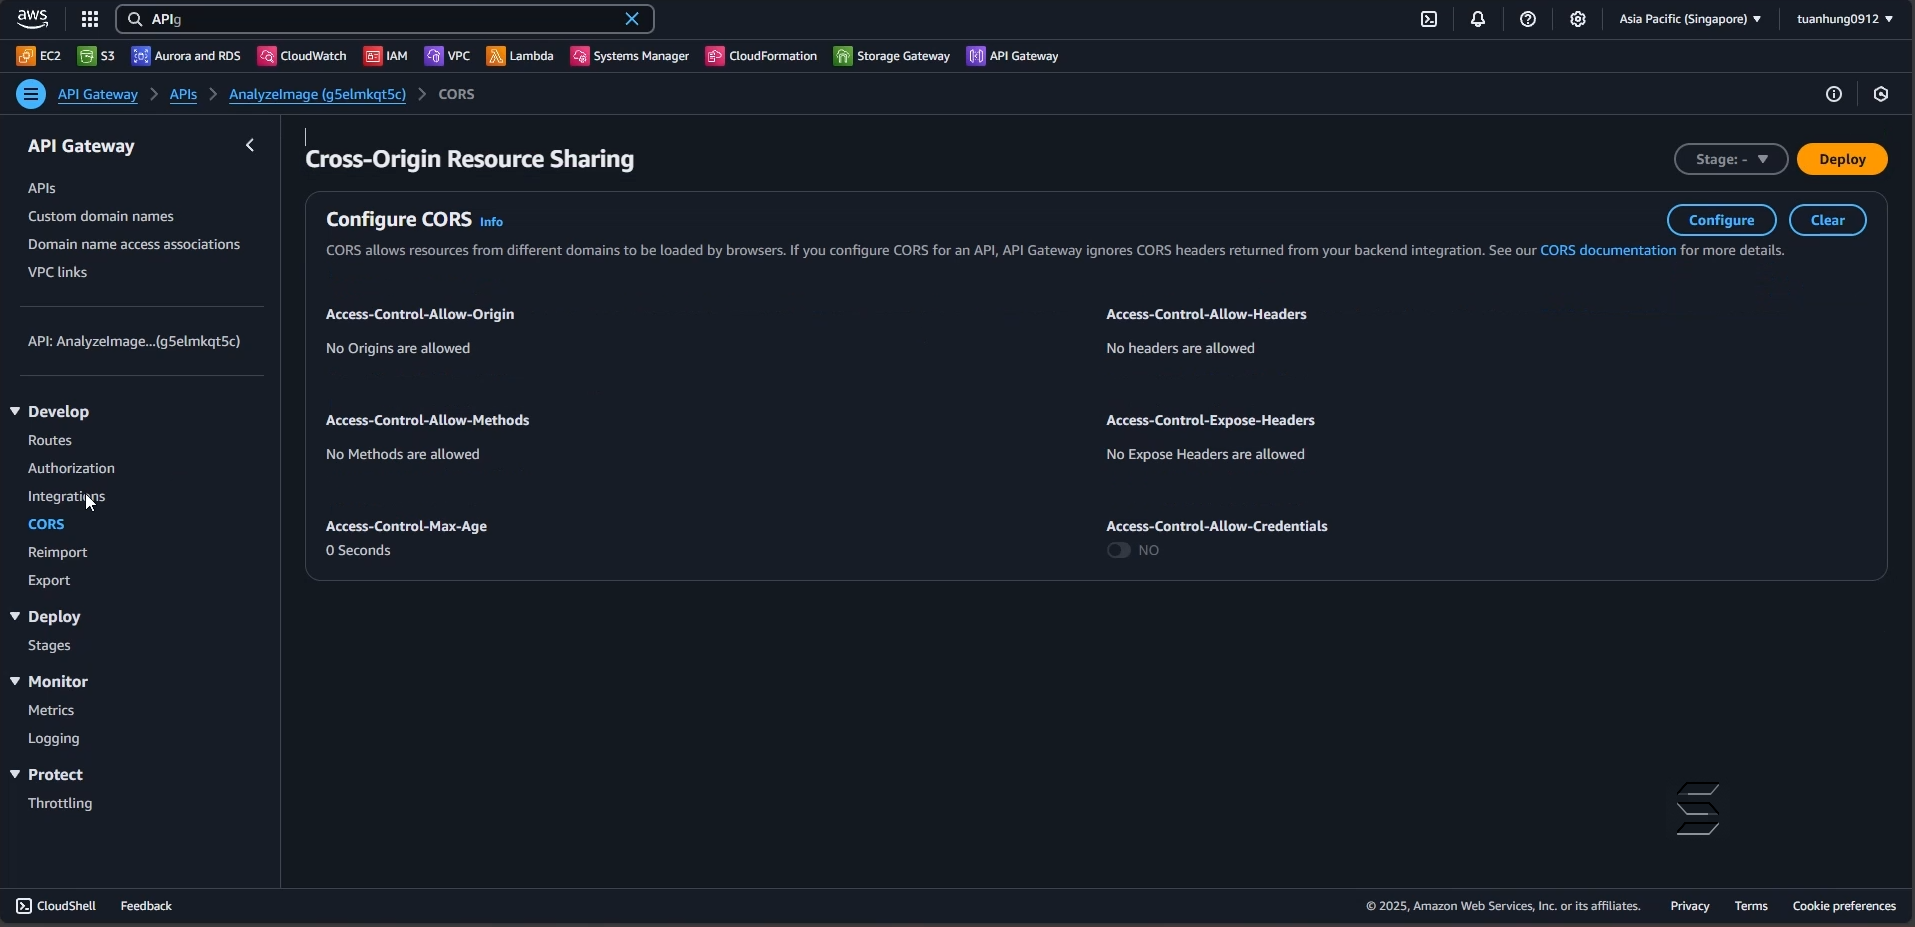 aws
APIg
Asia Pacific (Singapore)
tuanhung0912
EC2
S3
Aurora and RDS
CloudWatch
IAM
VPC
Lambda
Systems Manager
CloudFormation
Storage Gateway
API Gateway
API Gateway > APIs > AnalyzeImage (g5elmkqt5c) > CORS
API Gateway
APIs
Custom domain names
Domain name access associations
VPC links
API: AnalyzeImage...(g5elmkqt5c)
Develop
Routes
Authorization
Integrations
CORS
Reimport
Export
Deploy
Stages
Monitor
Metrics
Logging
Protect
Throttling
Cross-Origin Resource Sharing
Stage: -
Deploy
Configure CORS Info
Configure
Clear
CORS allows resources from different domains to be loaded by browsers. If you configure CORS for an API, API Gateway ignores CORS headers returned from your backend integration. See our CORS documentation for more details.
Access-Control-Allow-Origin
No Origins are allowed
Access-Control-Allow-Headers
No headers are allowed
Access-Control-Allow-Methods
No Methods are allowed
Access-Control-Expose-Headers
No Expose Headers are allowed
Access-Control-Max-Age
0 Seconds
Access-Control-Allow-Credentials
NO
CloudShell
Feedback
© 2025, Amazon Web Services, Inc. or its affiliates.
Privacy
Terms
Cookie preferences